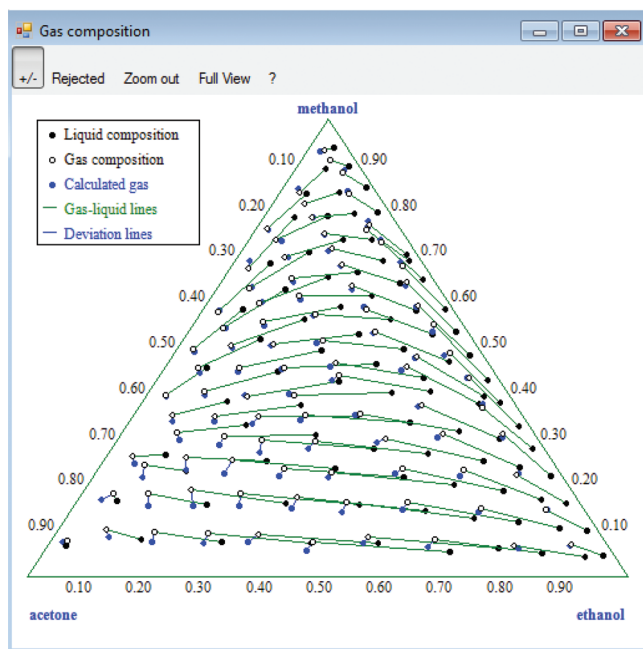 Gas composition
+/- Rejected Zoom out Full View ?
methanol
Liquid composition
Gas composition
Calculated gas
Gas-liquid lines
Deviation lines
0.10 0.90
0.20 0.80
0.30 0.70
0.40 0.60
0.50 0.50
0.60 0.40
0.70 0.30
0.80 0.20
0.90 0.10
0.10 0.20 0.30 0.40 0.50 0.60 0.70 0.80 0.90
acetone ethanol